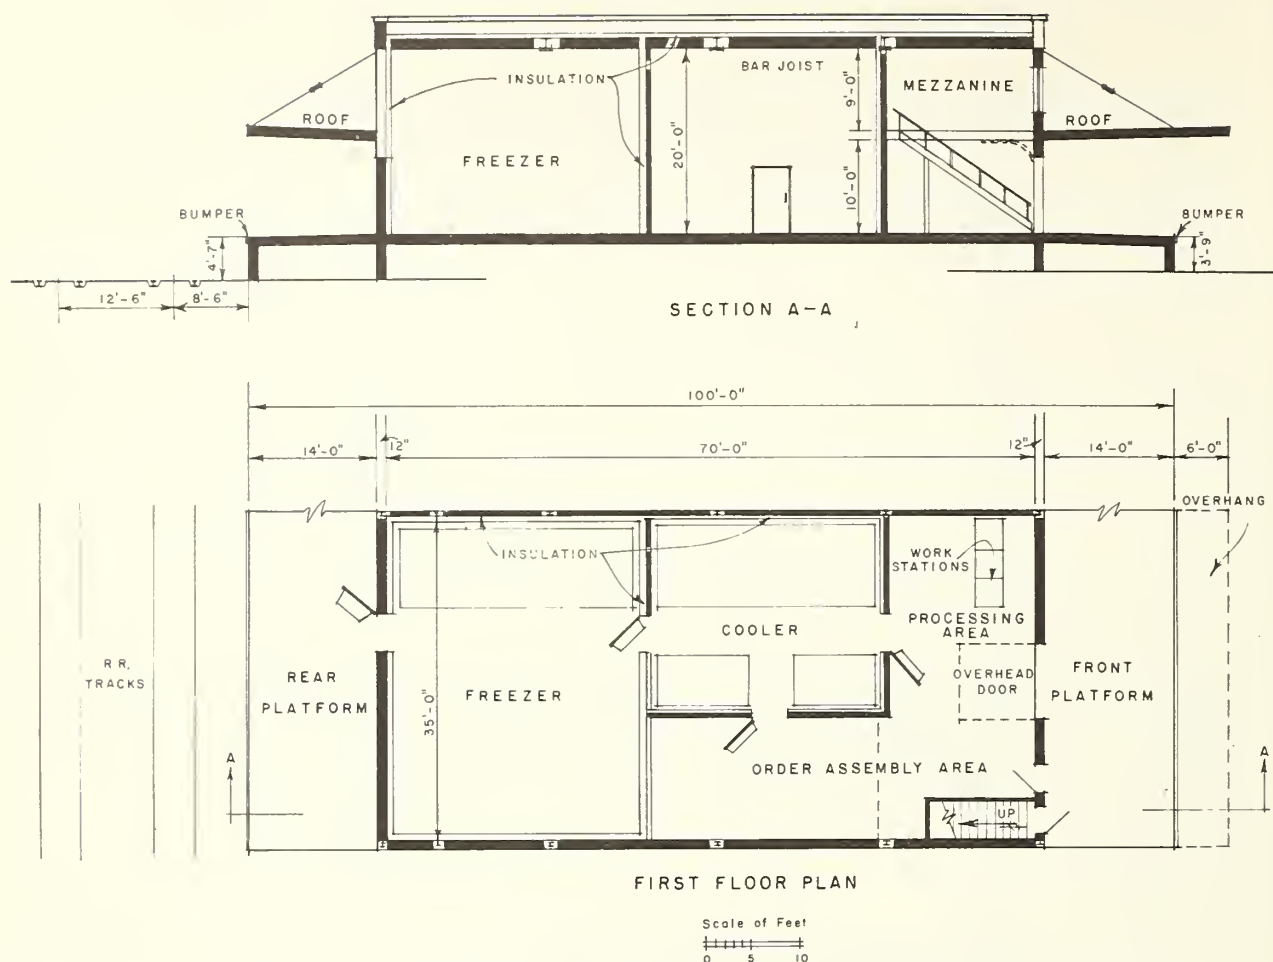 INSULATION
BAR JOIST
9'-0"
MEZZANINE
ROOF
ROOF
FREEZER
20'-0"
10'-0"
BUMPER
BUMPER
4'-7"
3'-9"
12'-6"
8'-6"
SECTION A-A
100'-0"
14'-0"
12"
70'-0"
12"
14'-0"
6'-0"
OVERHANG
INSULATION
WORK
STATIONS
COOLER
PROCESSING
AREA
R.R.
TRACKS
REAR
PLATFORM
FREEZER
35'-0"
OVERHEAD
DOOR
FRONT
PLATFORM
A
A
ORDER ASSEMBLY AREA
UP
FIRST FLOOR PLAN
Scale of Feet
0 5 10